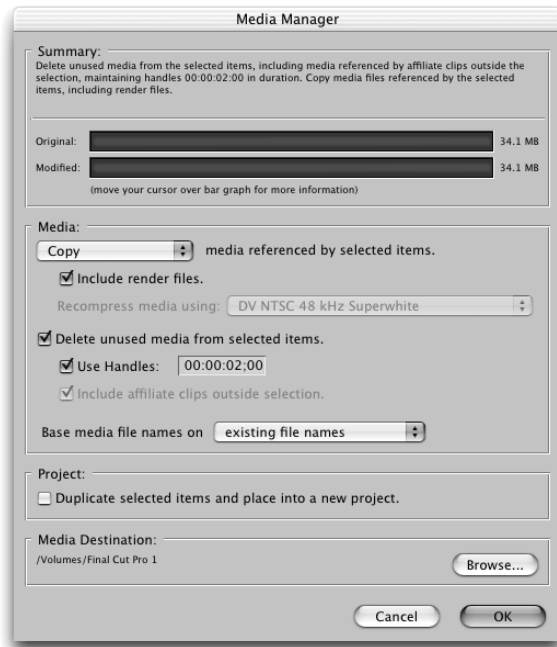 Media Manager
Summary:
Delete unused media from the selected items, including media referenced by affiliate clips outside the
selection, maintaining handles 00:00:02:00 in duration. Copy media files referenced by the selected
items, including render files.
Original: 34.1 MB
Modified: 34.1 MB
(move your cursor over bar graph for more information)
Media:
Copy media referenced by selected items.
Include render files.
Recompress media using: DV NTSC 48 kHz Superwhite
Delete unused media from selected items.
Use Handles: 00:00:02;00
Include affiliate clips outside selection.
Base media file names on existing file names
Project:
Duplicate selected items and place into a new project.
Media Destination:
/Volumes/Final Cut Pro 1
Browse...
Cancel OK